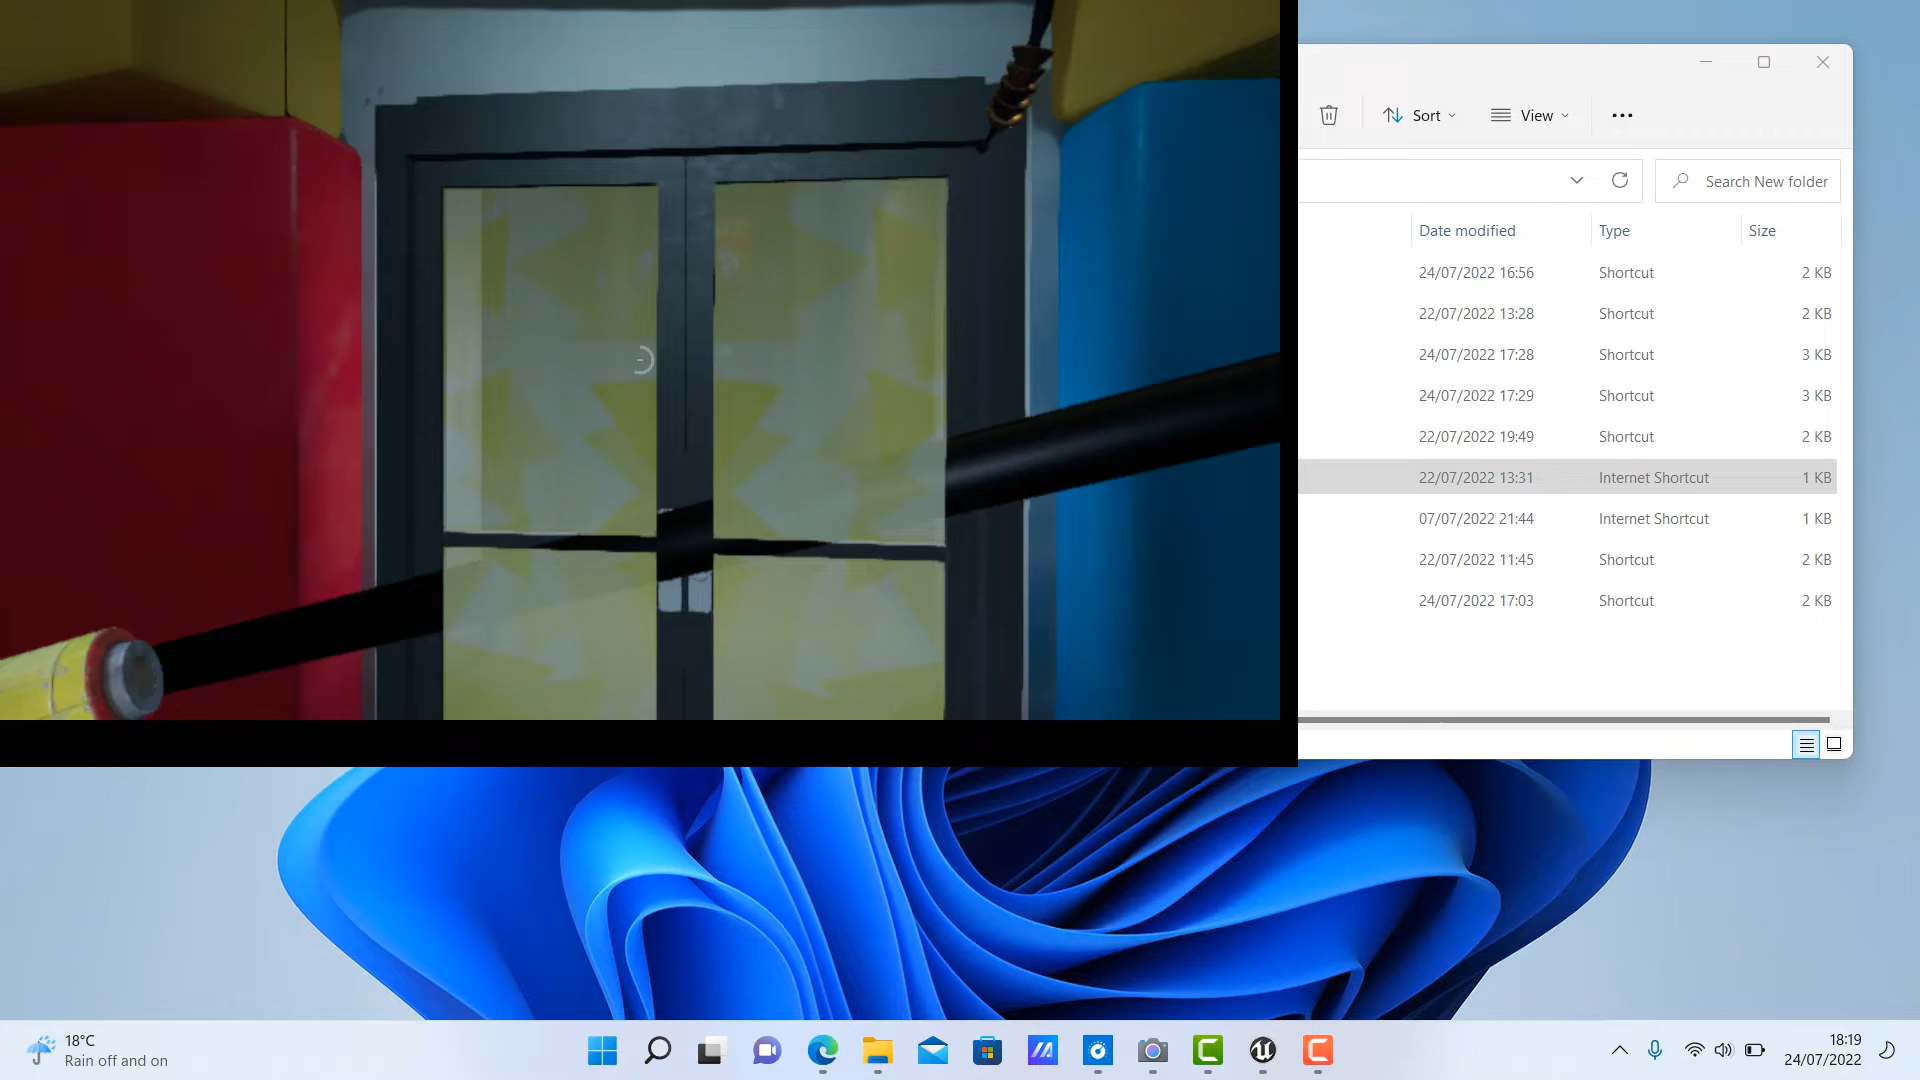 Sort
View
Search New folder
Date modified Type Size
24/07/2022 16:56 Shortcut 2 KB
22/07/2022 13:28 Shortcut 2 KB
24/07/2022 17:28 Shortcut 3 KB
24/07/2022 17:29 Shortcut 3 KB
22/07/2022 19:49 Shortcut 2 KB
22/07/2022 13:31 Internet Shortcut 1 KB
07/07/2022 21:44 Internet Shortcut 1 KB
22/07/2022 11:45 Shortcut 2 KB
24/07/2022 17:03 Shortcut 2 KB
18°C
Rain off and on
18:19
24/07/2022